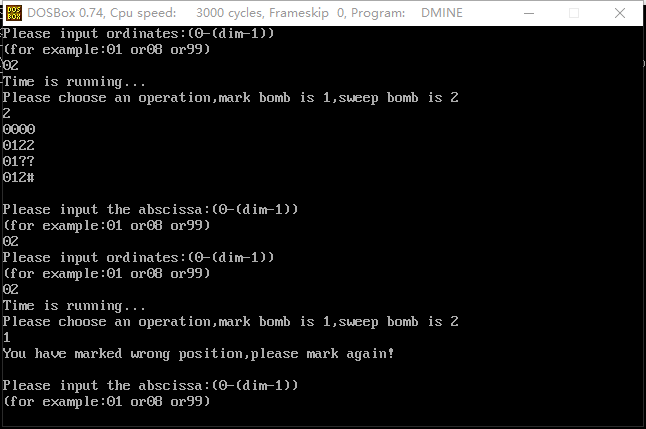 DOSBox 0.74, Cpu speed: 3000 cycles, Frameskip 0, Program: DMINE
Please input ordinates:(0-(dim-1))
(for example:01 or08 or99)
02
Time is running...
Please choose an operation,mark bomb is 1,sweep bomb is 2
2
0000
0122
01??
012#
Please input the abscissa:(0-(dim-1))
(for example:01 or08 or99)
02
Please input ordinates:(0-(dim-1))
(for example:01 or08 or99)
02
Time is running...
Please choose an operation,mark bomb is 1,sweep bomb is 2
1
You have marked wrong position,please mark again!
Please input the abscissa:(0-(dim-1))
(for example:01 or08 or99)